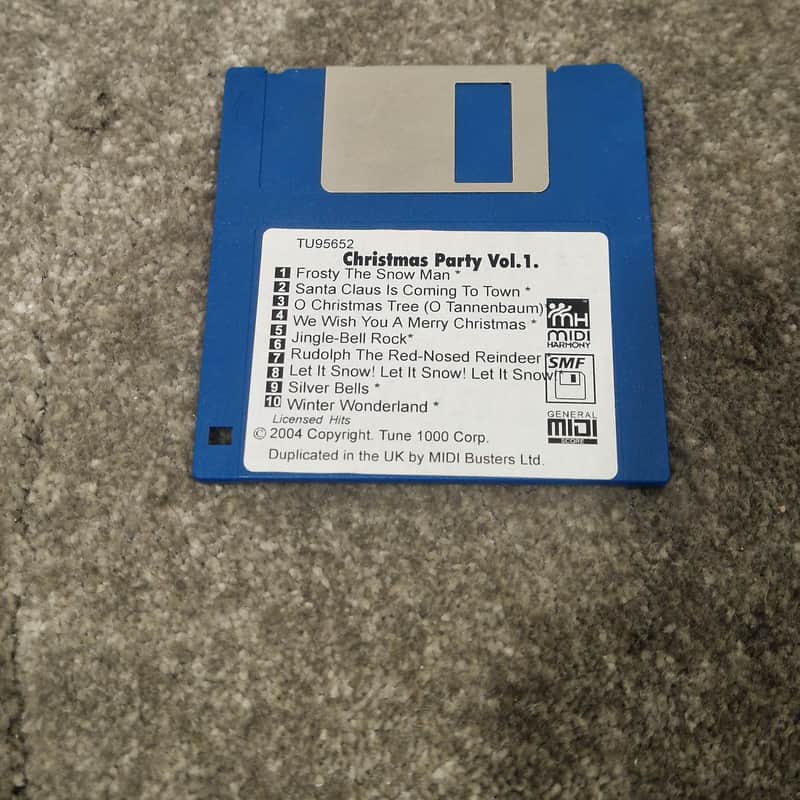 TU95652
Christmas Party Vol.1.
1 Frosty The Snow Man *
2 Santa Claus Is Coming To Town *
3 O Christmas Tree (O Tannenbaum)
4 We Wish You A Merry Christmas *
5 Jingle-Bell Rock*
6 Rudolph The Red-Nosed Reindeer
7 Let It Snow! Let It Snow! Let It Snow!*
8 Silver Bells *
9 Winter Wonderland *
10
Licensed Hits
© 2004 Copyright. Tune 1000 Corp.
Duplicated in the UK by MIDI Busters Ltd.
MH
MIDI
HARMONY
SMF
GENERAL
MIDI
SCORE